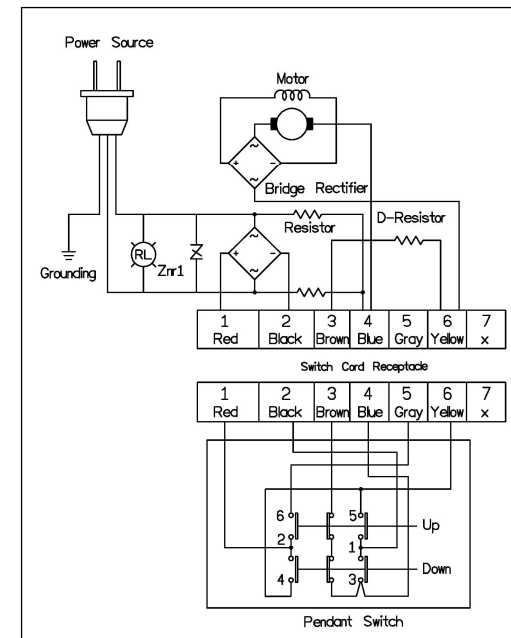 Power Source
Motor
Bridge Rectifier
D-Resistor
Resistor
RL
Znr1
Grounding
+ ~ - ~
+ ~ - ~
1 2 3 4 5 6 7
Red Black Brown Blue Gray Yellow x
Switch Cord Receptacle
1 2 3 4 5 6 7
Red Black Brown Blue Gray Yellow x
6 5
Up
2 1
Down
4 3
Pendant Switch